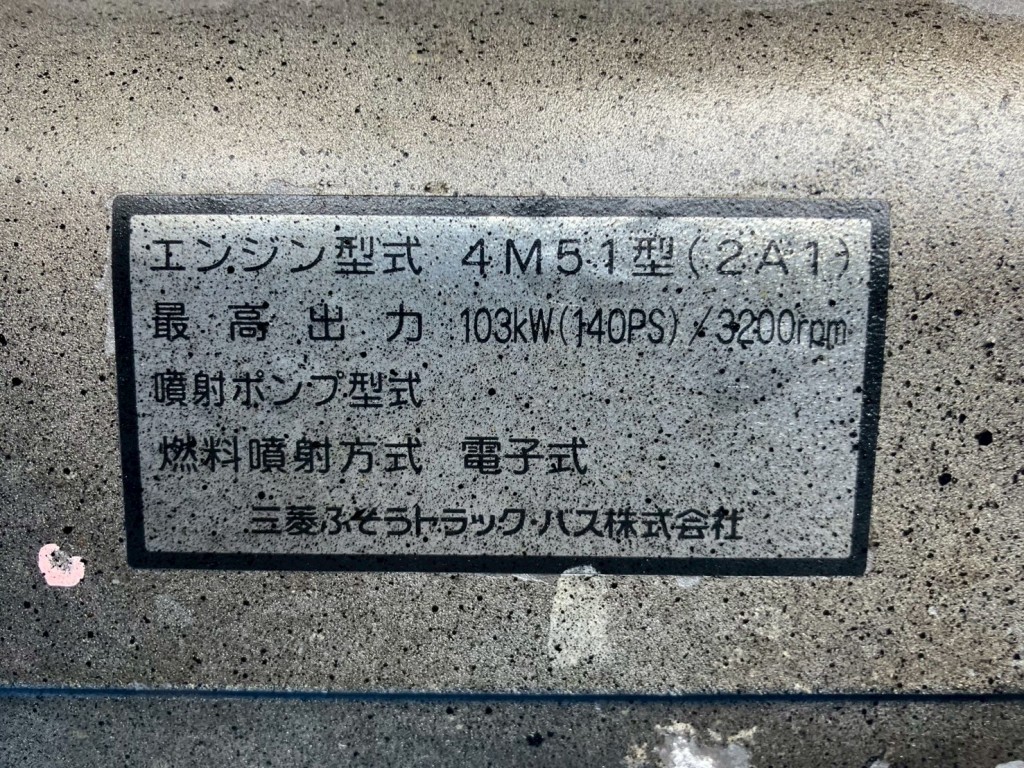 エンジン型式 4M51型(2A1)
最高出力 103kW(140PS)/3200rpm
噴射ポンプ型式
燃料噴射方式 電子式
三菱ふそうトラック・バス株式会社